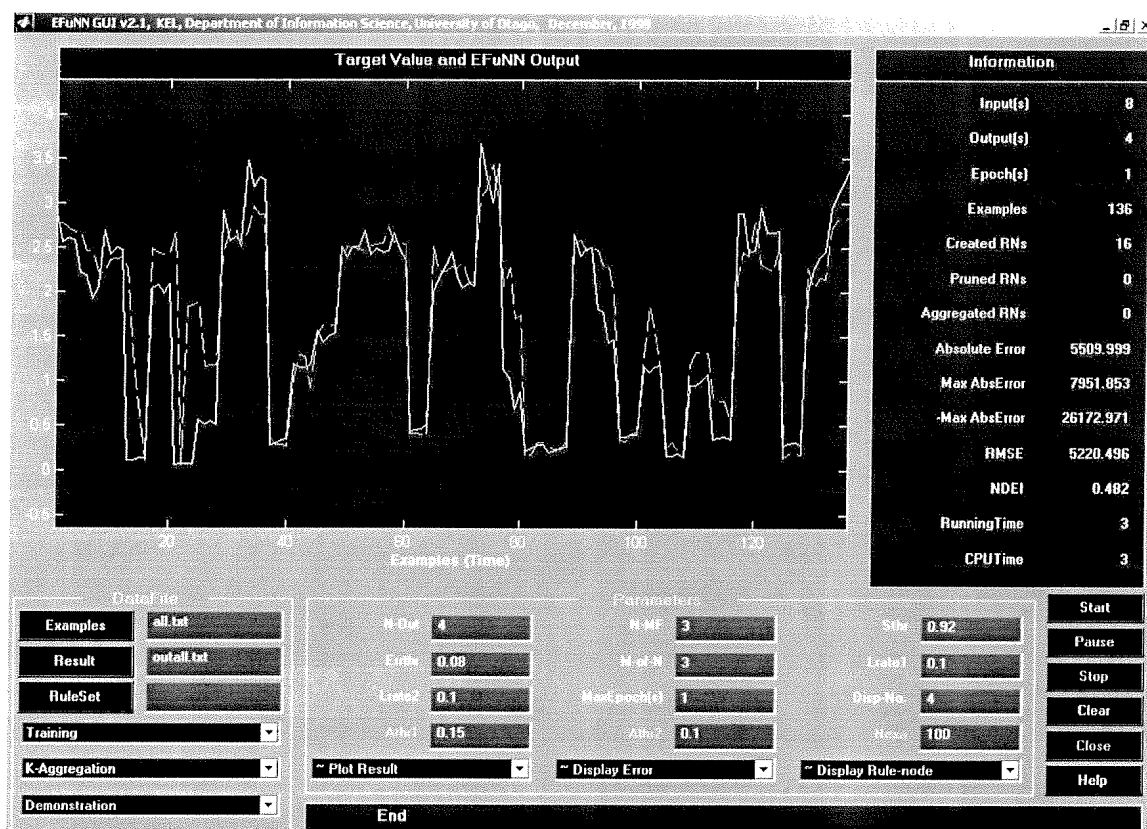 EFuNN GUI v2.1, KEL, Department of Information Science, University of Otago, December, 1999
Target Value and EFuNN Output
4
3.5
3
2.5
2
1.5
1
0.5
0
-0.5
20
40
60
80
100
120
Examples (Time)
Information
Input(s) 8
Output(s) 4
Epoch(s) 1
Examples 136
Created RNs 16
Pruned RNs 0
Aggregated RNs 0
Absolute Error 5509.999
Max AbsError 7951.853
-Max AbsError 26172.971
RMSE 5220.496
NDEI 0.482
RunningTime 3
CPUTime 3
DataFile
Examples all.txt
Result outall.txt
RuleSet
Training
K-Aggregation
Demonstration
Parameters
N-Out 4
N-MF 3
Sthr 0.92
Errthr 0.08
M-of-N 3
Lrate1 0.1
Lrate2 0.1
MaxEpoch(s) 1
Disp-No. 4
Athr1 0.15
Athr2 0.1
Nexa 100
~ Plot Result
~ Display Error
~ Display Rule-node
Start
Pause
Stop
Clear
Close
Help
End